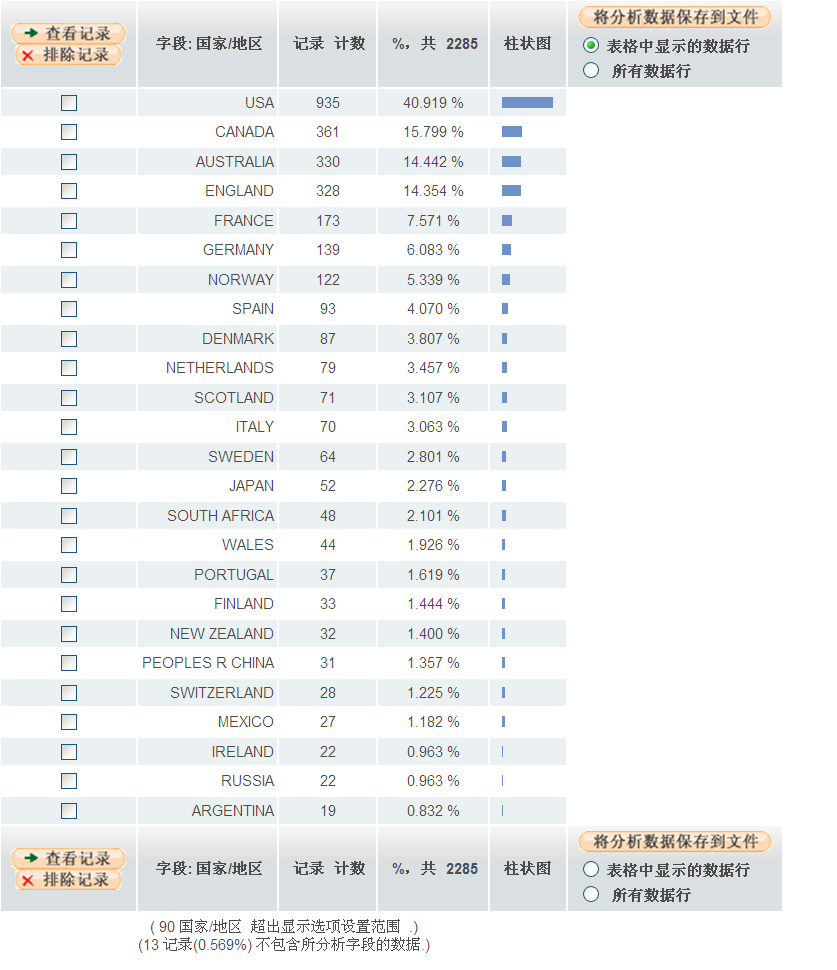 查看记录
排除记录
字段: 国家/地区
记录 计数
%，共 2285
柱状图
将分析数据保存到文件
表格中显示的数据行
所有数据行
USA 935 40.919 %
CANADA 361 15.799 %
AUSTRALIA 330 14.442 %
ENGLAND 328 14.354 %
FRANCE 173 7.571 %
GERMANY 139 6.083 %
NORWAY 122 5.339 %
SPAIN 93 4.070 %
DENMARK 87 3.807 %
NETHERLANDS 79 3.457 %
SCOTLAND 71 3.107 %
ITALY 70 3.063 %
SWEDEN 64 2.801 %
JAPAN 52 2.276 %
SOUTH AFRICA 48 2.101 %
WALES 44 1.926 %
PORTUGAL 37 1.619 %
FINLAND 33 1.444 %
NEW ZEALAND 32 1.400 %
PEOPLES R CHINA 31 1.357 %
SWITZERLAND 28 1.225 %
MEXICO 27 1.182 %
IRELAND 22 0.963 %
RUSSIA 22 0.963 %
ARGENTINA 19 0.832 %
查看记录
排除记录
字段: 国家/地区
记录 计数
%，共 2285
柱状图
将分析数据保存到文件
表格中显示的数据行
所有数据行
( 90 国家/地区 超出显示选项设置范围 .)
(13 记录(0.569%) 不包含所分析字段的数据.)